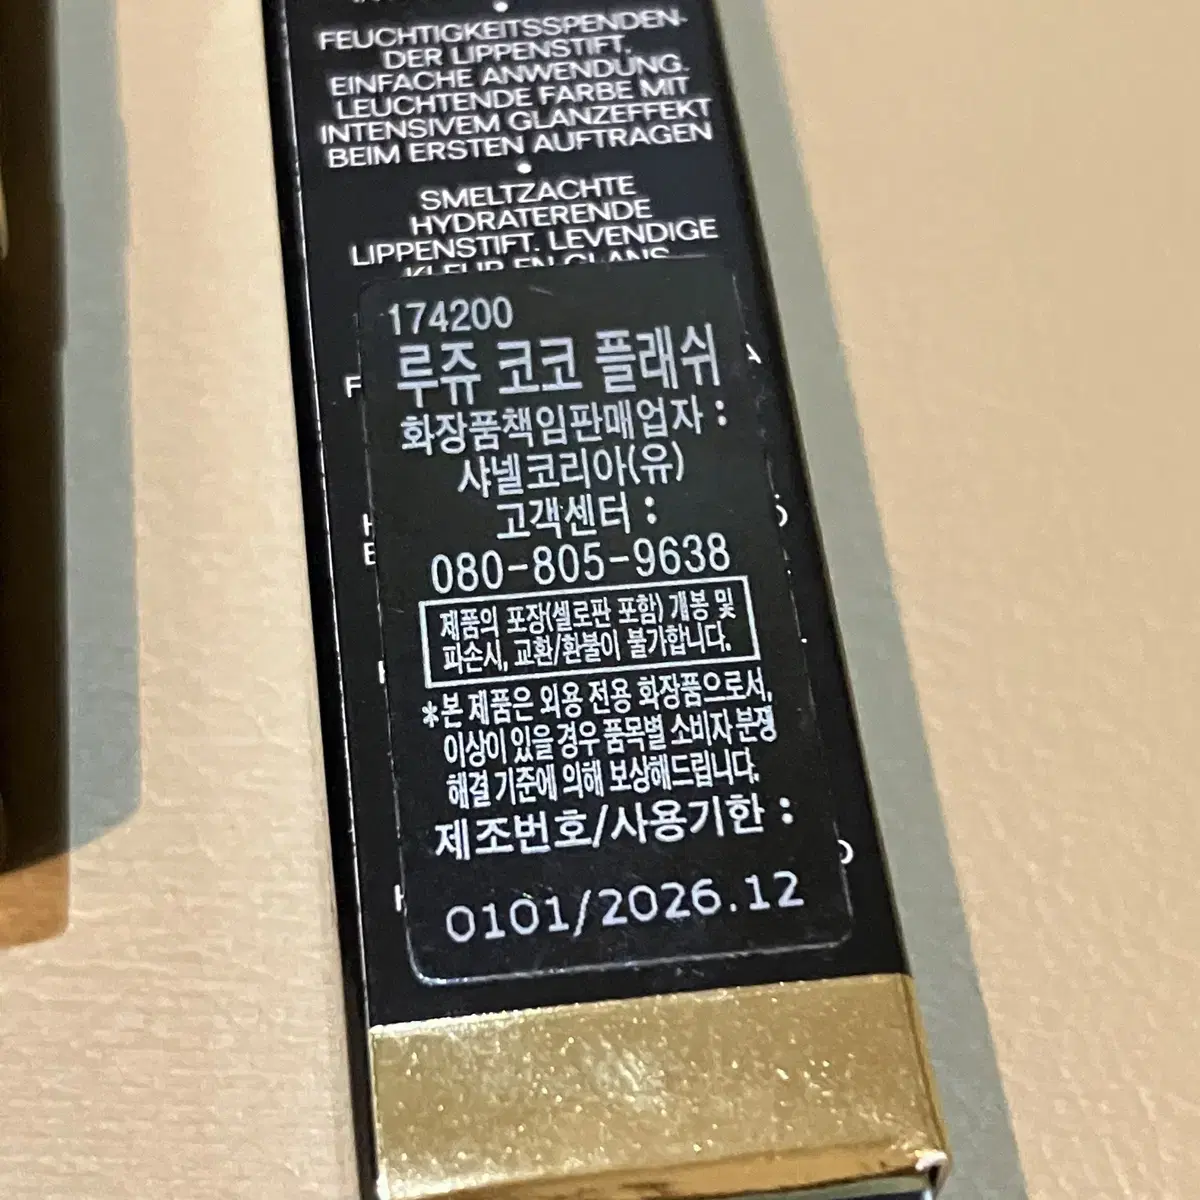 FEUCHTIGKEITSSPENDEN-
DER LIPPENSTIFT.
EINFACHE ANWENDUNG.
LEUCHTENDE FARBE MIT
INTENSIVEM GLANZEFFEKT
BEIM ERSTEN AUFTRAGEN
SMELTZACHTE
HYDRATERENDE
LIPPENSTIFT. LEVENDIGE
KLEUR EN GLANS
174200
루쥬 코코 플래쉬
화장품책임판매업자 :
샤넬코리아(유)
고객센터 :
080-805-9638
제품의 포장(셀로판 포함) 개봉 및
파손시, 교환/환불이 불가합니다.
*본 제품은 외용 전용 화장품으로서,
이상이 있을 경우 품목별 소비자 분쟁
해결 기준에 의해 보상해드립니다.
제조번호/사용기한 :
0101/2026.12